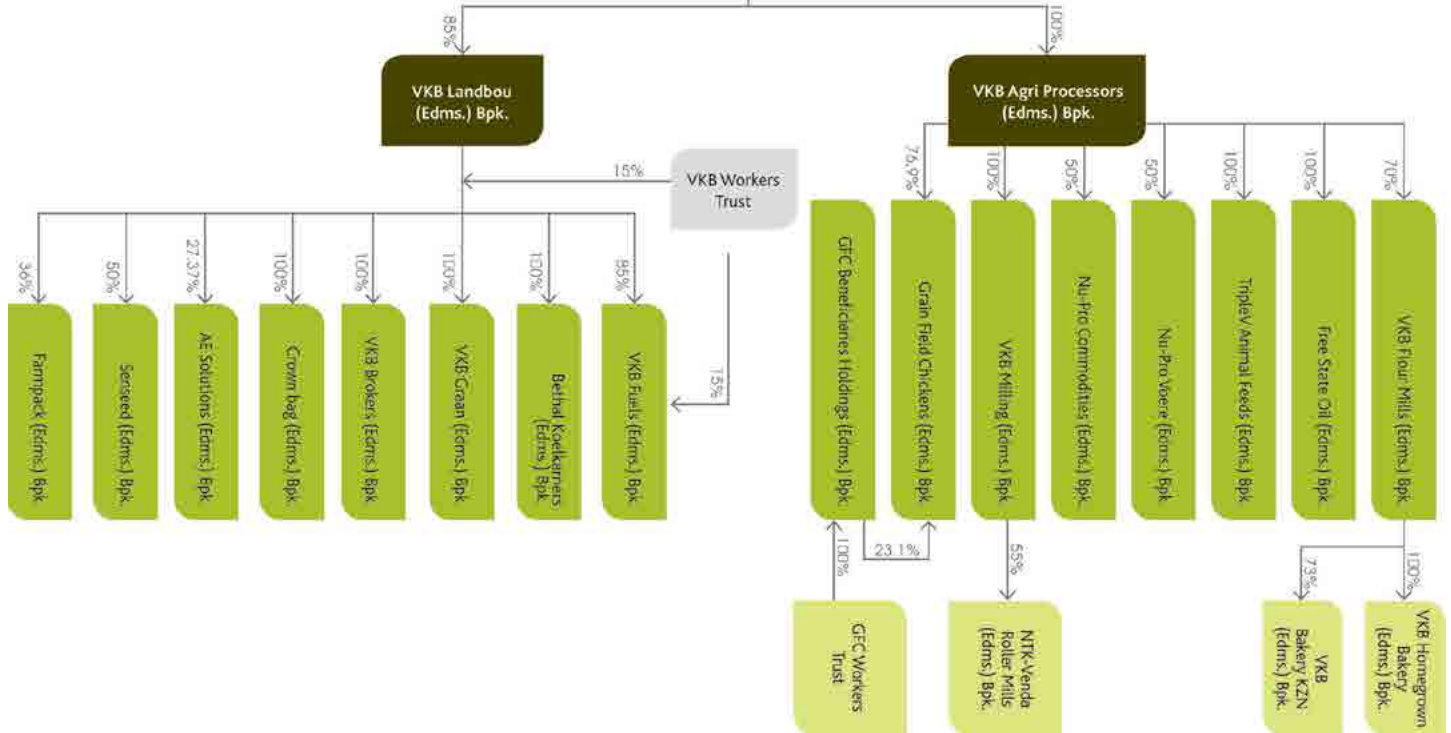 85%
100%
VKB Landbou
(Edms.) Bpk.
VKB Agri Processors
(Edms.) Bpk.
15%
VKB Workers
Trust
15%
36%
50%
27.37%
100%
100%
100%
100%
85%
Farmpack (Edms.) Bpk.
Senseed (Edms.) Bpk.
AE Solutions (Edms.) Bpk.
Crown bag (Edms.) Bpk.
VKB Brokers (Edms.) Bpk.
VKB Graan (Edms.) Bpk.
Bethal Koelkamers
(Edms.) Bpk.
VKB Fuels (Edms.) Bpk.
76,9%
100%
50%
50%
100%
100%
70%
GFC Beneficiaries Holdings (Edms.) Bpk.
Grain Field Chickens (Edms.) Bpk.
VKB Milling (Edms.) Bpk.
Nu-Pro Commodities (Edms.) Bpk.
Nu-Pro Voere (Edms.) Bpk.
TripleV Animal Feeds (Edms.) Bpk.
Free State Oil (Edms.) Bpk.
VKB Flour Mills (Edms.) Bpk.
100%
23.1%
55%
73%
100%
GFC Workers
Trust
NTK-Venda
Roller Mills
(Edms.) Bpk.
VKB
Bakery KZN
(Edms.) Bpk.
VKB Homegrown
Bakery
(Edms.) Bpk.